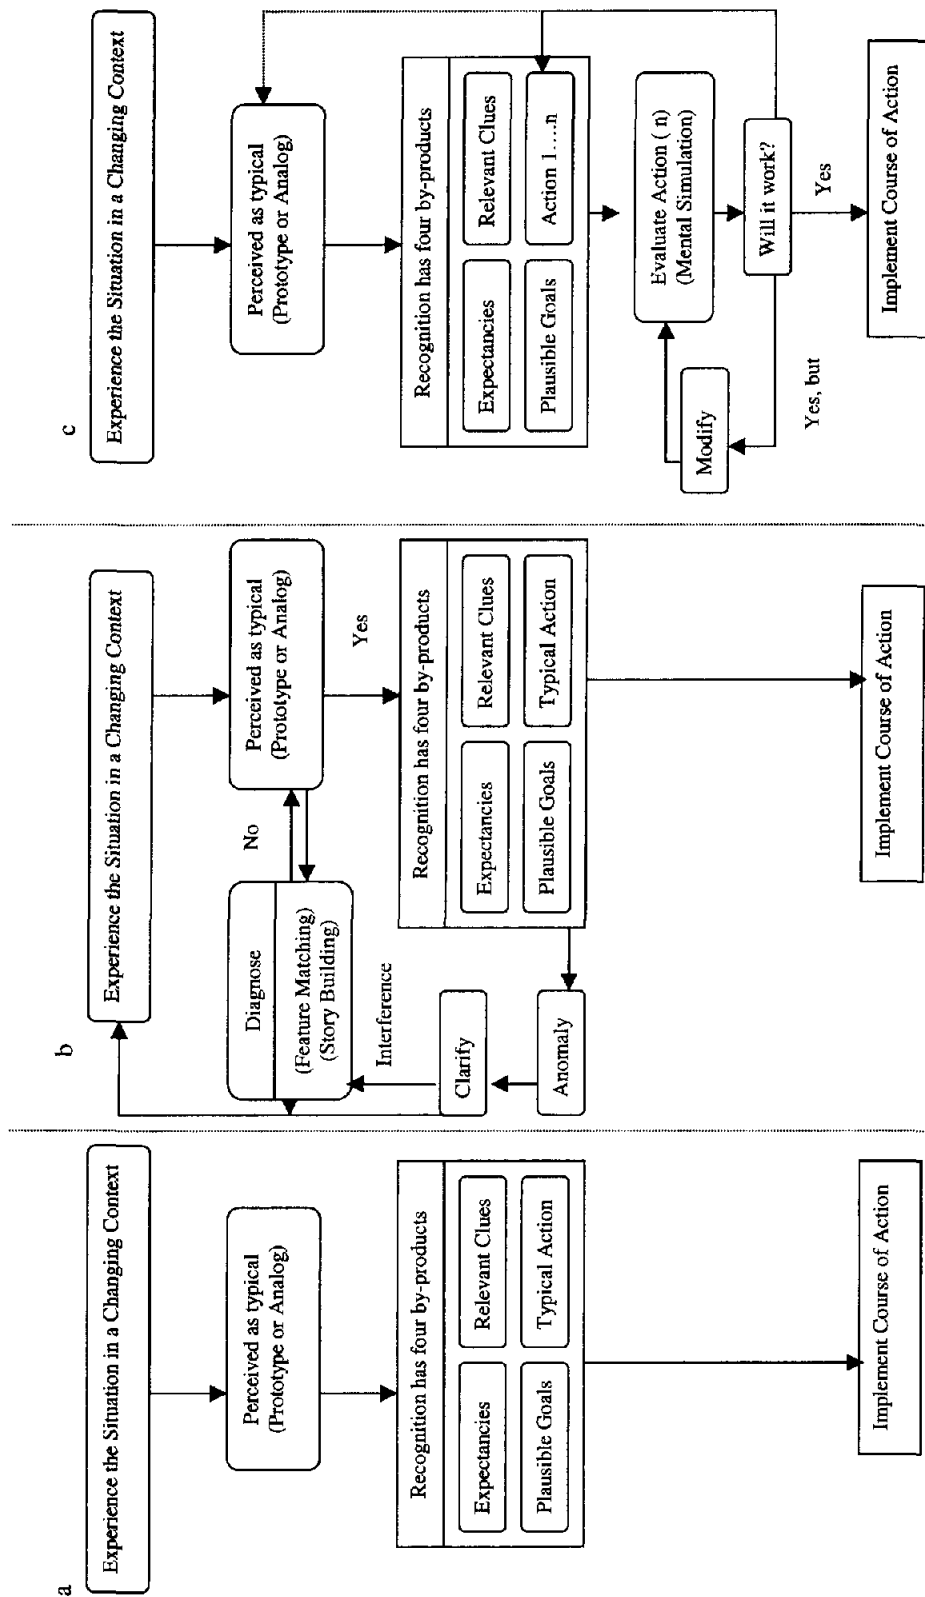 a
Experience the Situation in a Changing Context
Perceived as typical
(Prototype or Analog)
Recognition has four by-products
Expectancies
Relevant Clues
Plausible Goals
Typical Action
Implement Course of Action
b
Experience the Situation in a Changing Context
Diagnose
(Feature Matching)
(Story Building)
No
Perceived as typical
(Prototype or Analog)
Yes
Interference
Clarify
Anomaly
Recognition has four by-products
Expectancies
Relevant Clues
Plausible Goals
Typical Action
Implement Course of Action
c
Experience the Situation in a Changing Context
Perceived as typical
(Prototype or Analog)
Recognition has four by-products
Expectancies
Relevant Clues
Plausible Goals
Action 1…n
Evaluate Action ( n)
(Mental Simulation)
Modify
Will it work?
Yes, but
Yes
Implement Course of Action